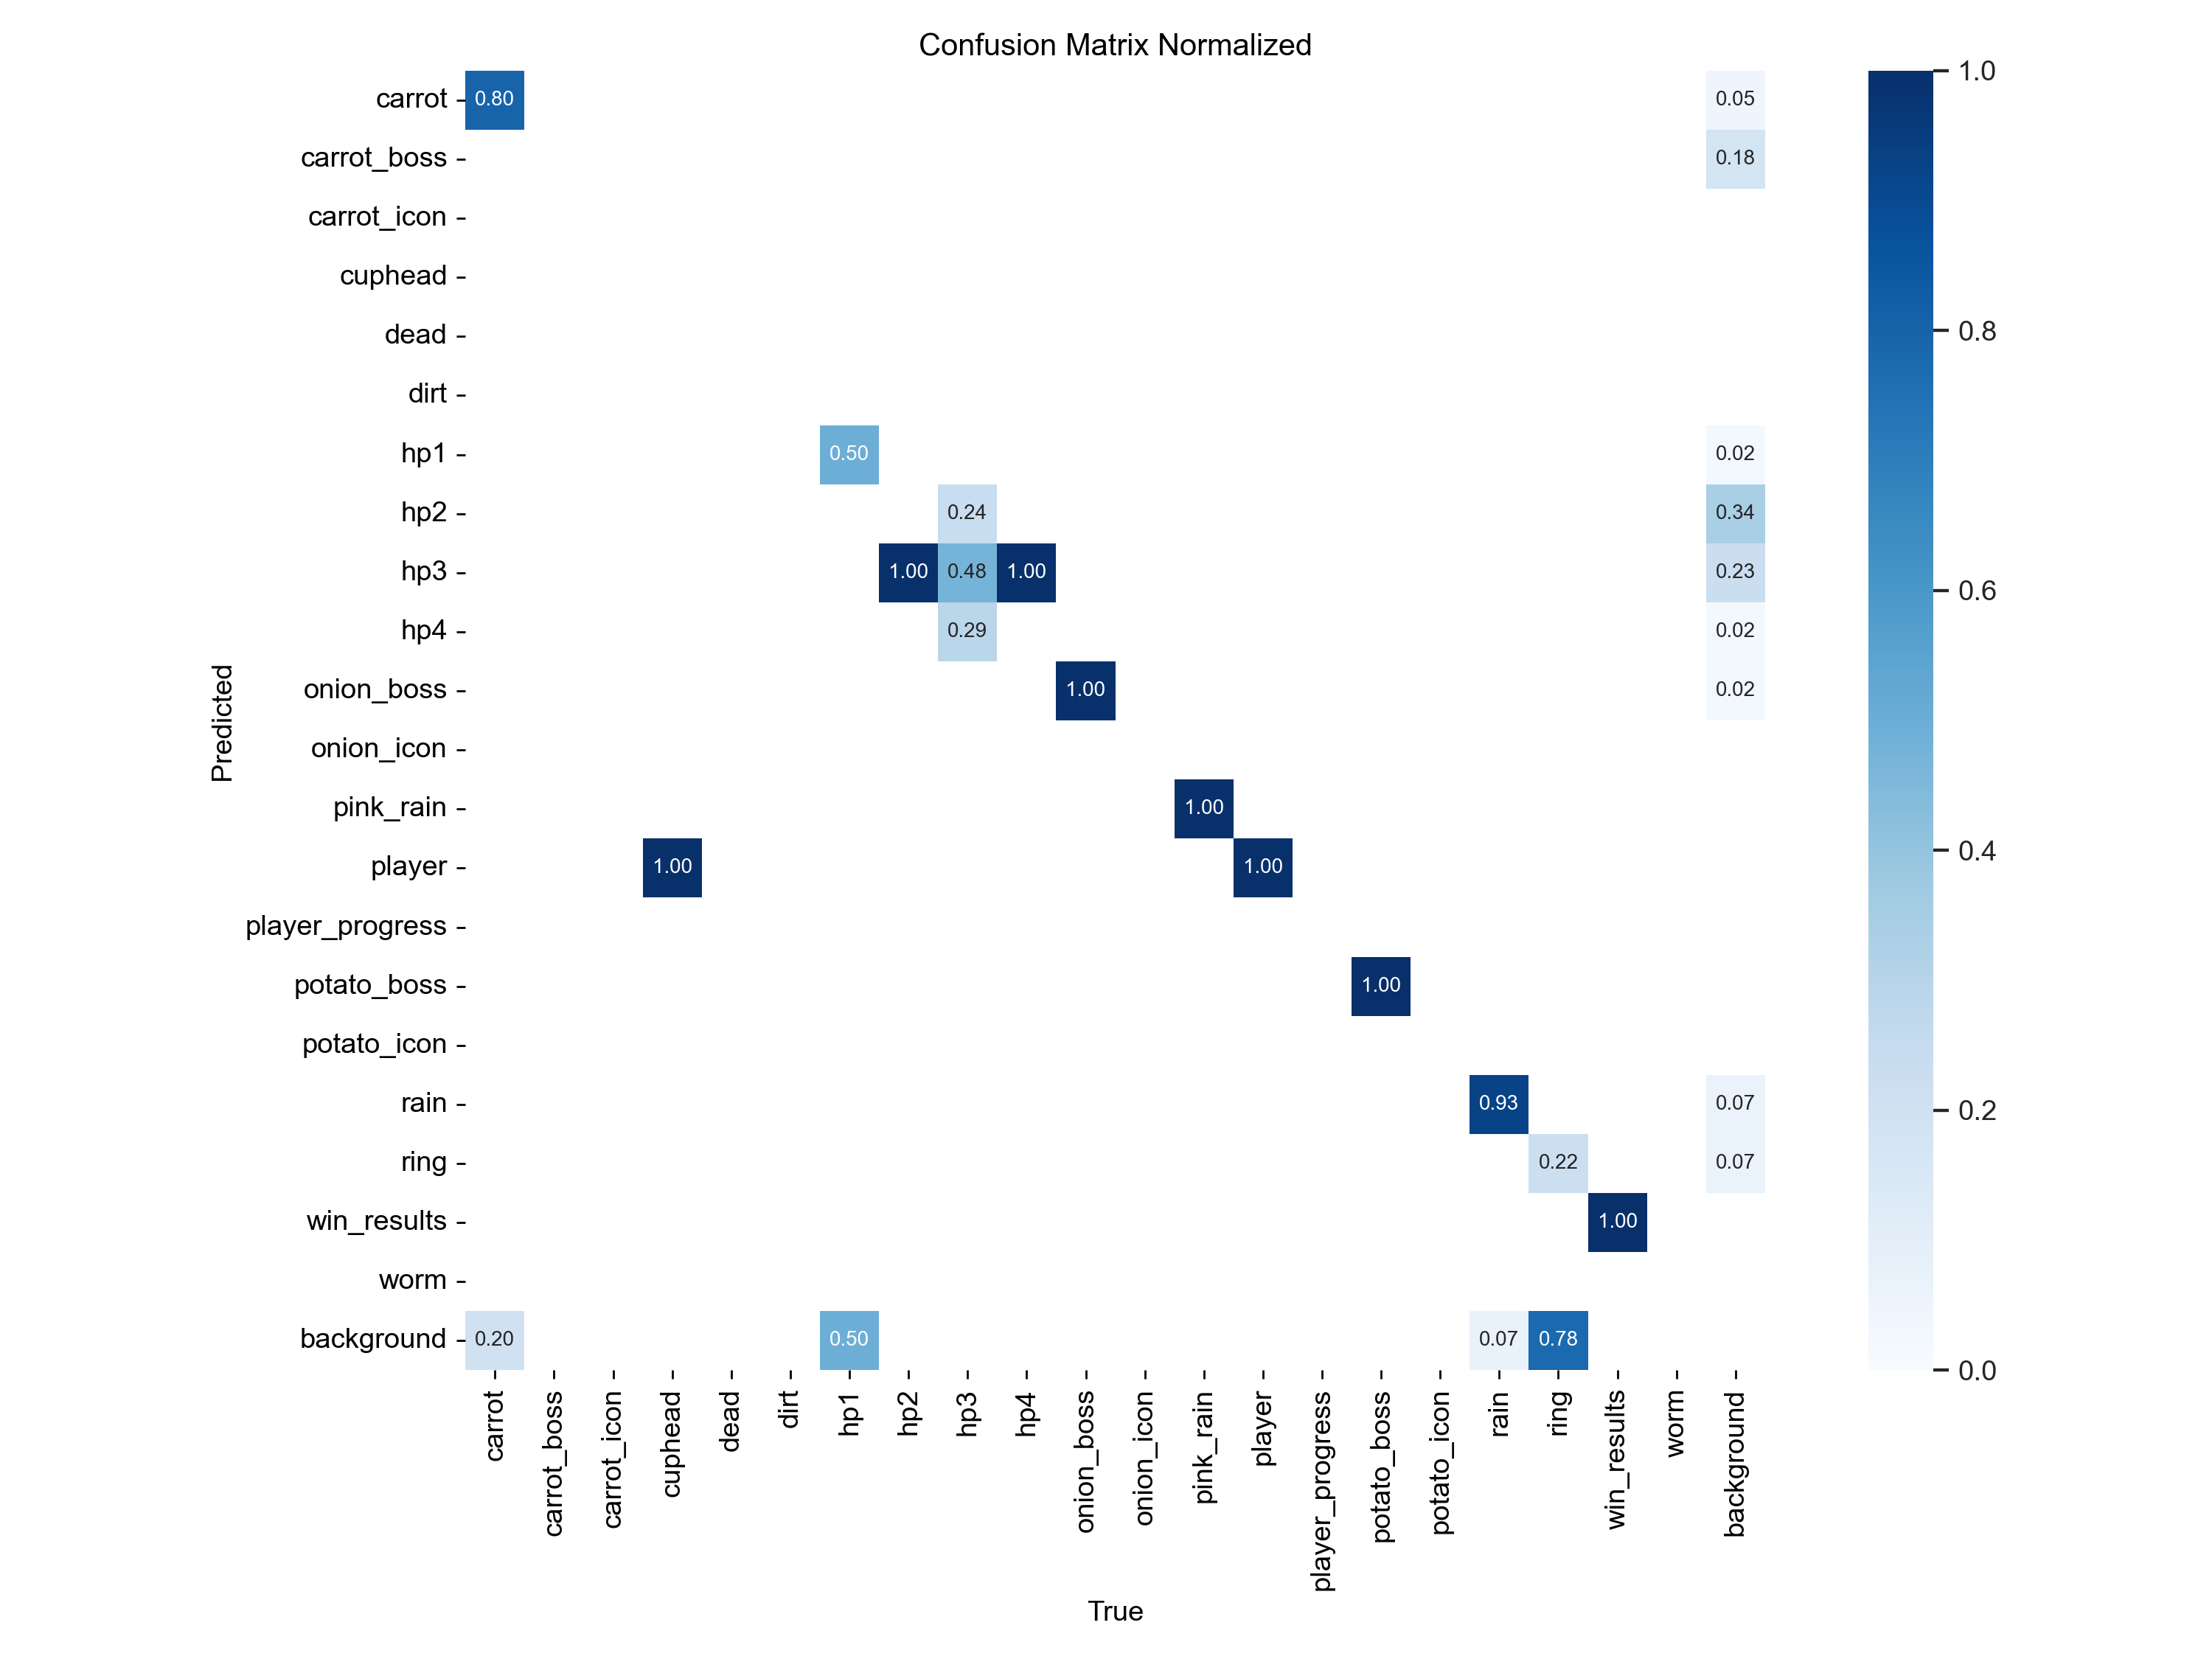 Confusion Matrix Normalized
carrot 0.80 0.05 1.0
carrot_boss 0.18
carrot_icon
cuphead
dead 0.8
dirt
hp1 0.50 0.02
hp2 0.24 0.34
hp3 1.00 0.48 1.00 0.23 0.6
hp4 0.29 0.02
onion_boss 1.00 0.02
Predicted
onion_icon
pink_rain 1.00
player 1.00 1.00 0.4
player_progress
potato_boss 1.00
potato_icon
rain 0.93 0.07 0.2
ring 0.22 0.07
win_results 1.00
worm
background 0.20 0.50 0.07 0.78 0.0
carrot carrot_boss carrot_icon cuphead dead dirt hp1 hp2 hp3 hp4 onion_boss onion_icon pink_rain player player_progress potato_boss potato_icon rain ring win_results worm background
True